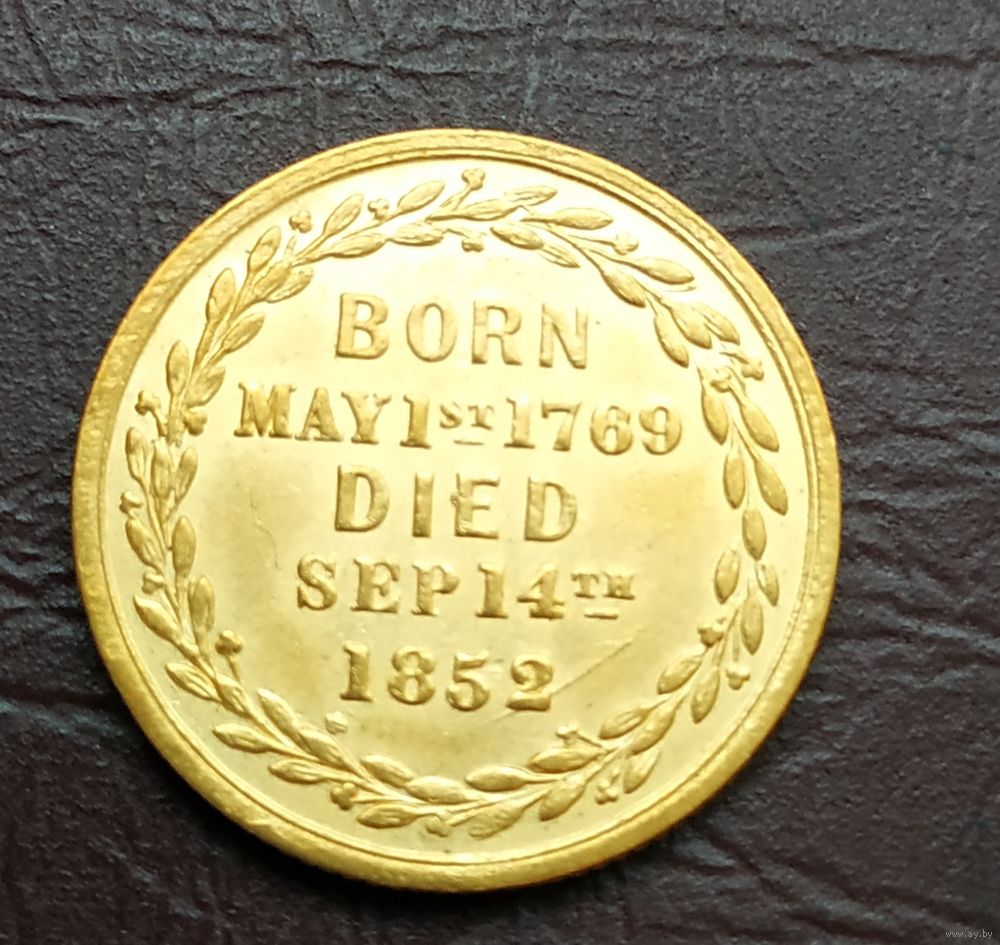 BORN
MAY 1ST 1769
DIED
SEP 14TH
1852
www.ay.by